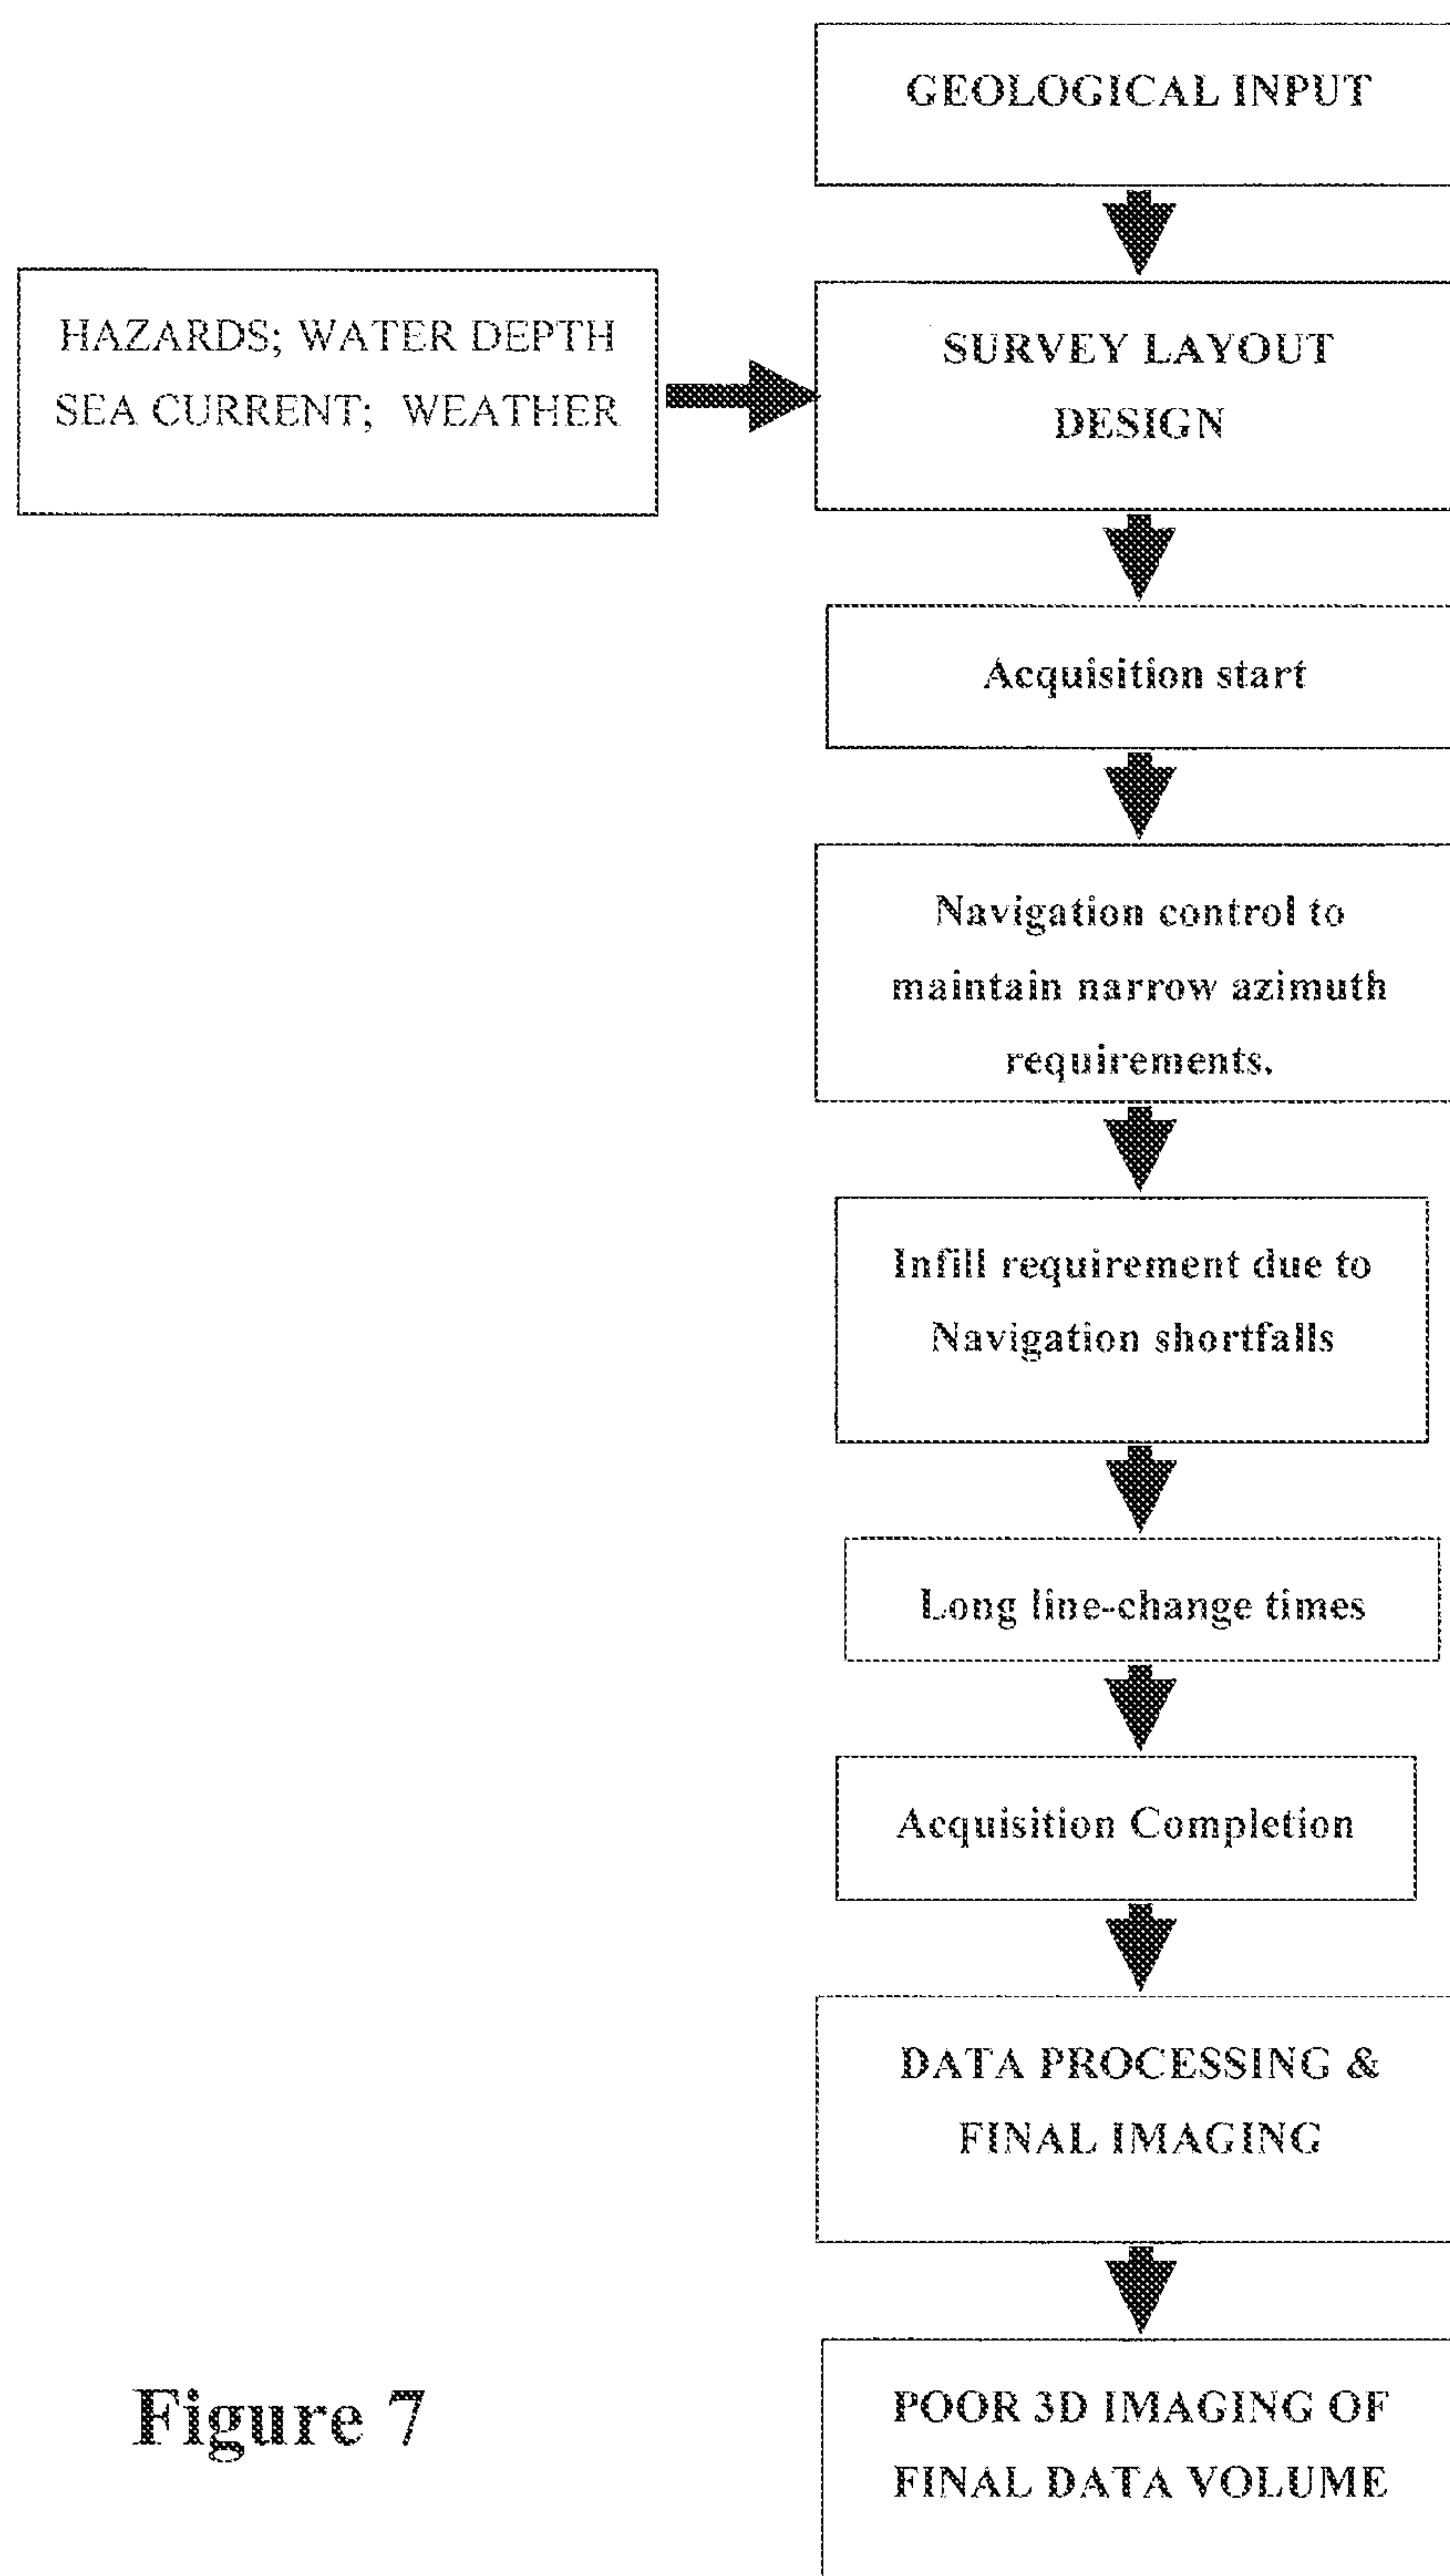 GEOLOGICAL INPUT
HAZARDS; WATER DEPTH
SEA CURRENT; WEATHER
SURVEY LAYOUT
DESIGN
Acquisition start
Navigation control to
maintain narrow azimuth
requirements.
Infill requirement due to
Navigation shortfalls
Long line-change times
Acquisition Completion
DATA PROCESSING &
FINAL IMAGING
POOR 3D IMAGING OF
FINAL DATA VOLUME
Figure 7